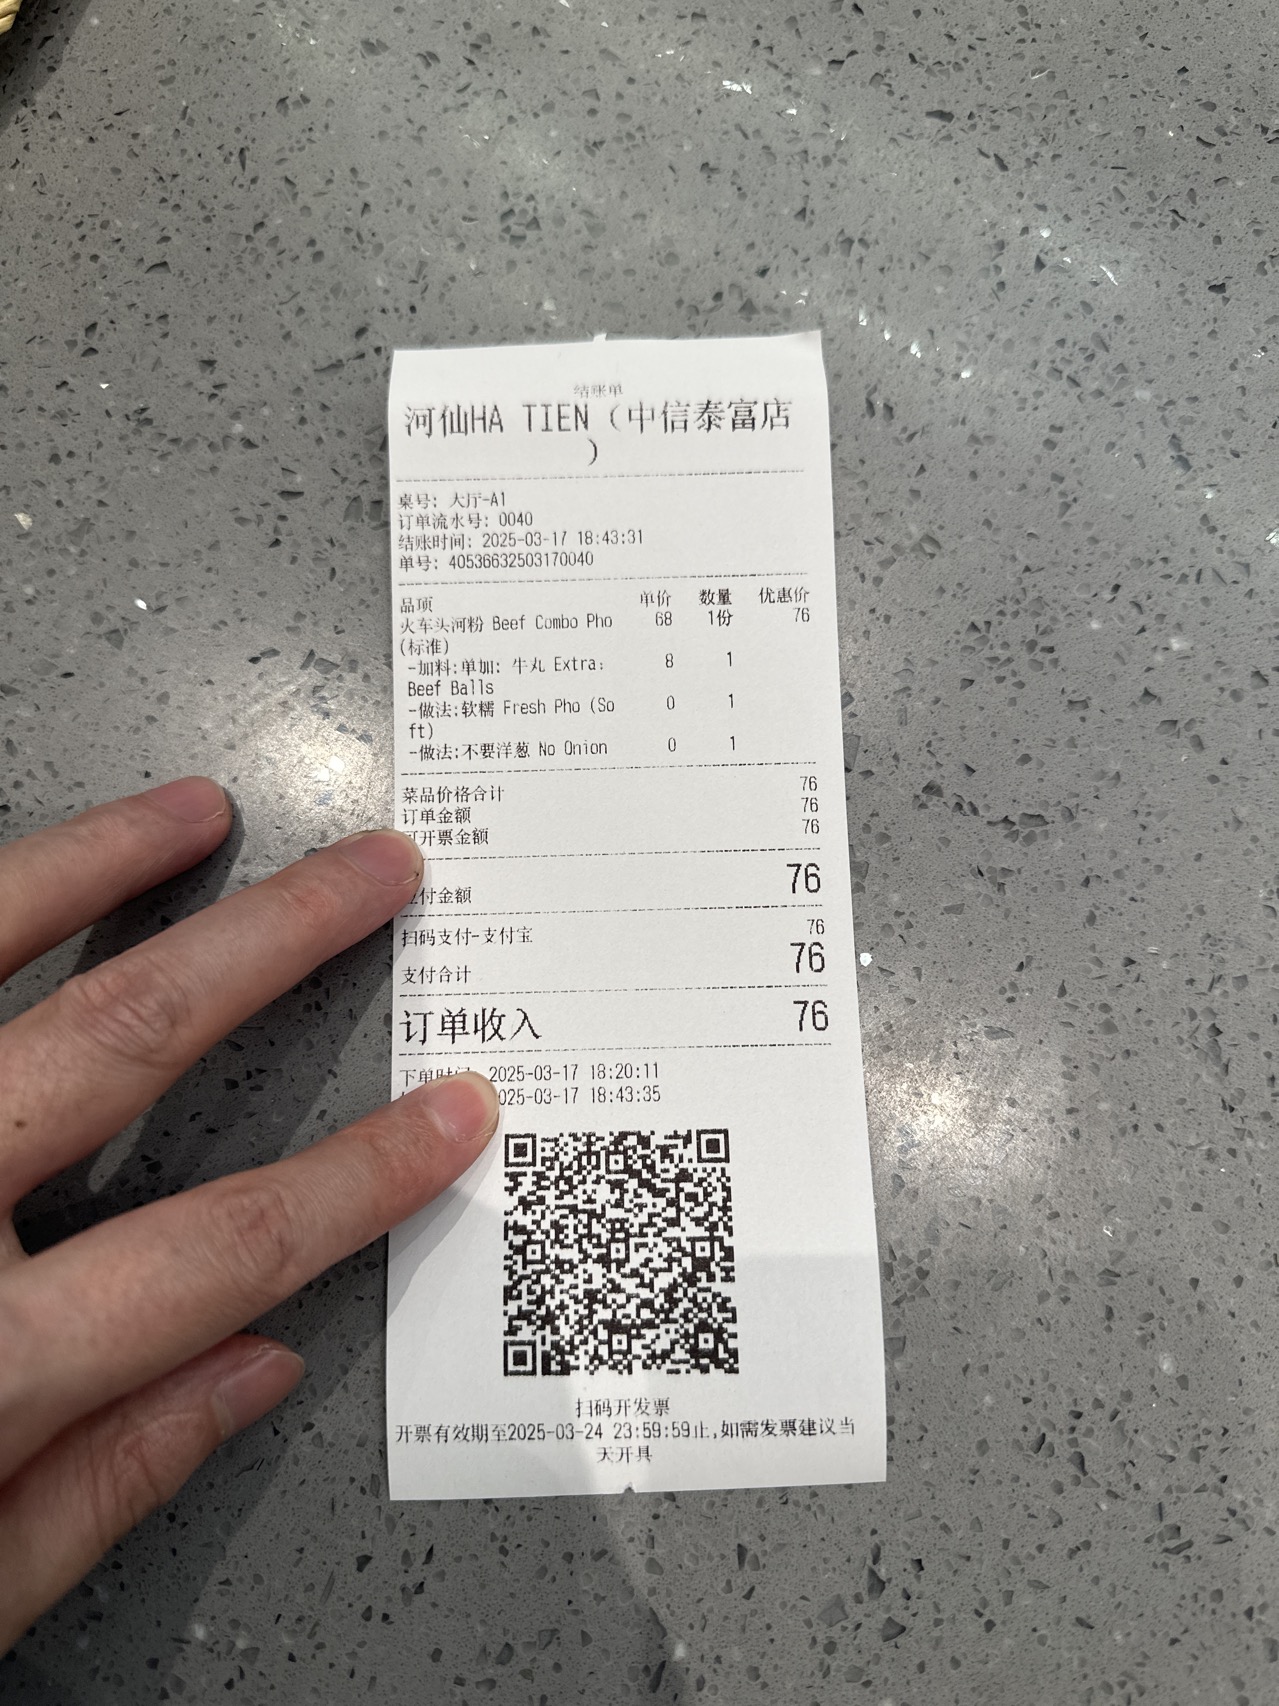 结账单
河仙HA TIEN（中信泰富店
）
桌号: 大厅-A1
订单流水号: 0040
结账时间: 2025-03-17 18:43:31
单号: 40536632503170040
品项 单价 数量 优惠价
火车头河粉 Beef Combo Pho 68 1份 76
(标准)
-加料:单加: 牛丸 Extra: 8 1
Beef Balls
-做法:软糯 Fresh Pho (So 0 1
ft)
-做法:不要洋葱 No Onion 0 1
菜品价格合计 76
订单金额 76
可开票金额 76
付金额 76
扫码支付-支付宝 76
支付合计 76
订单收入 76
下单时间: 2025-03-17 18:20:11
025-03-17 18:43:35
扫码开发票
开票有效期至2025-03-24 23:59:59止,如需发票建议当
天开具